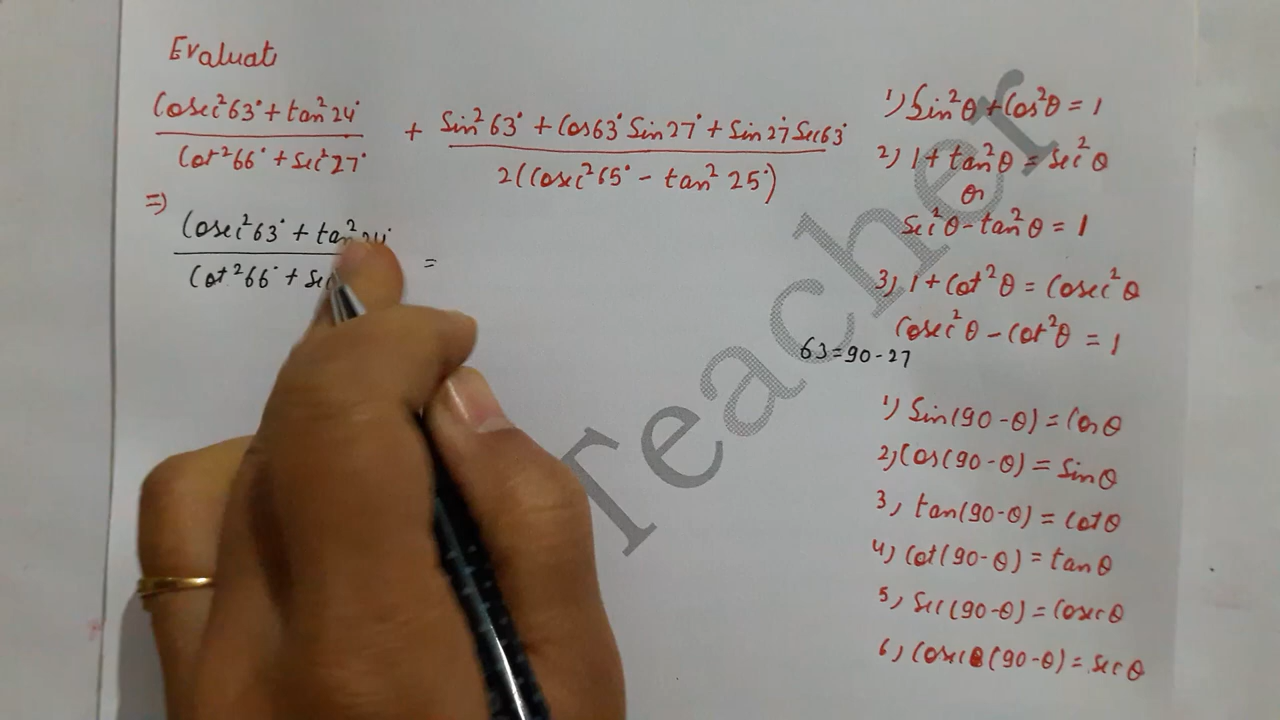 Evaluat
Cosec²63° + tan²24°
Cot²66° + Sec²27°
+
Sin²63° + Cos63° Sin27° + Sin27° Sec63°
2(Cosec²65° - tan²25°)
=)
Cosec²63° + tan²24°
Cot²66° + Sec
=
1) Sin²θ + Cos²θ = 1
2) 1 + tan²θ = sec²θ
or
Sec²θ - tan²θ = 1
3) 1 + Cot²θ = Cosec²θ
Cosec²θ - Cot²θ = 1
63 = 90 - 27
1) Sin(90 - θ) = Cosθ
2) Cos(90 - θ) = Sinθ
3) tan(90 - θ) = Cotθ
4) Cot(90 - θ) = tanθ
5) Sec(90 - θ) = Cosecθ
6) Cosec(90 - θ) = secθ
Teacher